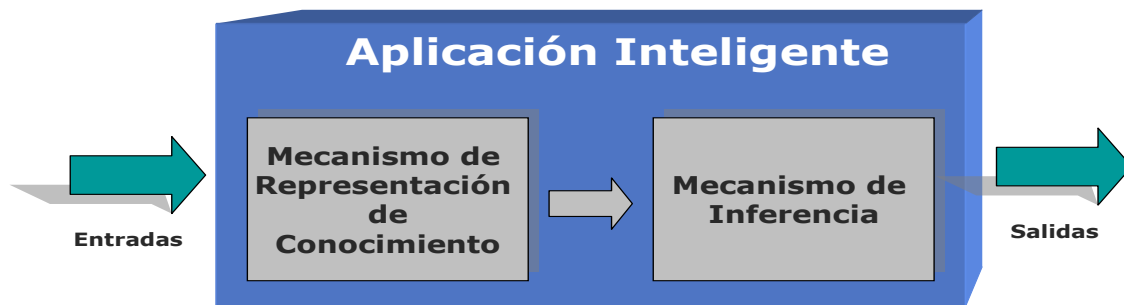 Aplicación Inteligente
Mecanismo de
Representación
de
Conocimiento
Mecanismo de
Inferencia
Entradas
Salidas